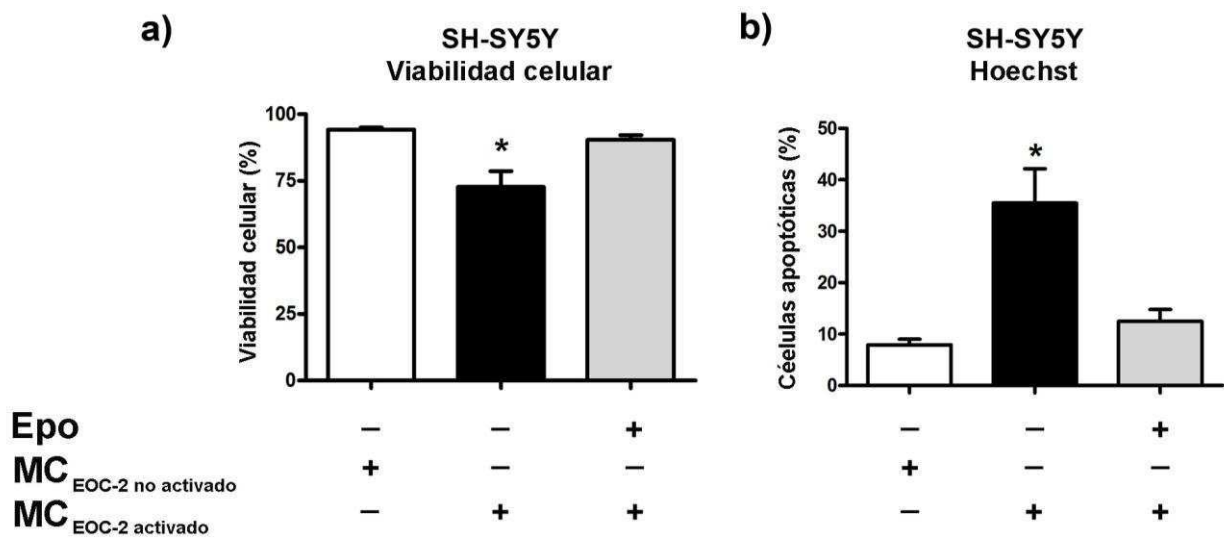 a)
SH-SY5Y
Viabilidad celular
Viabilidad celular (%)
100
75
50
25
0
*
b)
SH-SY5Y
Hoechst
Céelulas apoptóticas (%)
50
40
30
20
10
0
*
Epo – – + – – +
MC EOC-2 no activado + – – + – –
MC EOC-2 activado – + + – + +